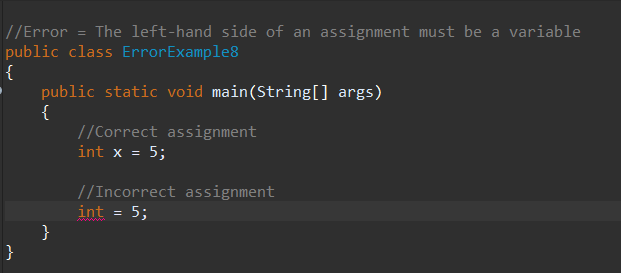 //Error = The left-hand side of an assignment must be a variable
public class ErrorExample8
{
    public static void main(String[] args)
    {
        //Correct assignment
        int x = 5;

        //Incorrect assignment
        int = 5;
    }
}